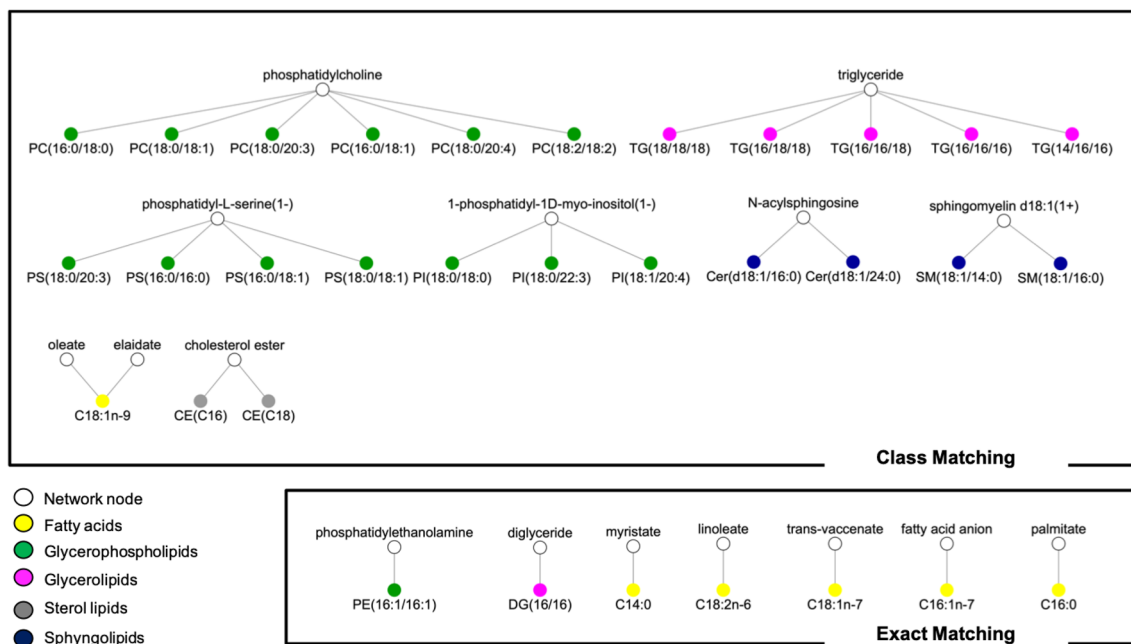 phosphatidylcholine triglyceride
PC(16:0/18:0) PC(18:0/18:1) PC(18:0/20:3) PC(16:0/18:1) PC(18:0/20:4) PC(18:2/18:2) TG(18/18/18) TG(16/18/18) TG(16/16/18) TG(16/16/16) TG(14/16/16)
phosphatidyl-L-serine(1-) 1-phosphatidyl-1D-myo-inositol(1-) N-acylsphingosine sphingomyelin d18:1(1+)
PS(18:0/20:3) PS(16:0/16:0) PS(16:0/18:1) PS(18:0/18:1) PI(18:0/18:0) PI(18:0/22:3) PI(18:1/20:4) Cer(d18:1/16:0) Cer(d18:1/24:0) SM(18:1/14:0) SM(18:1/16:0)
oleate elaidate cholesterol ester
C18:1n-9 CE(C16) CE(C18)
Class Matching
Network node
Fatty acids
Glycerophospholipids
Glycerolipids
Sterol lipids
Sphyngolipids
phosphatidylethanolamine diglyceride myristate linoleate trans-vaccenate fatty acid anion palmitate
PE(16:1/16:1) DG(16/16) C14:0 C18:2n-6 C18:1n-7 C16:1n-7 C16:0
Exact Matching